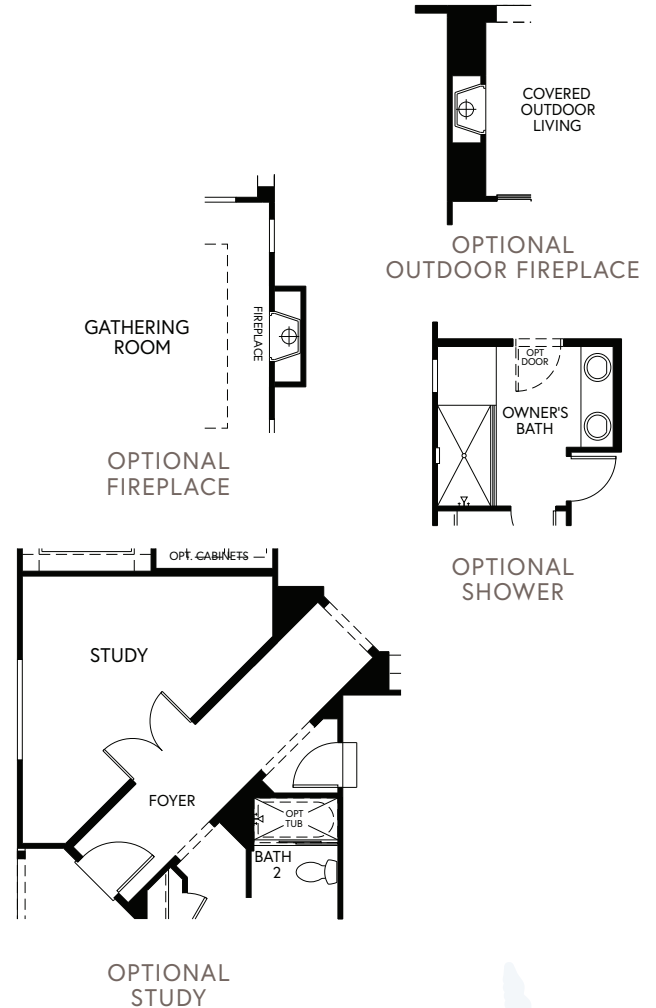 COVERED
OUTDOOR
LIVING
OPTIONAL
OUTDOOR FIREPLACE
GATHERING
ROOM
FIREPLACE
OPTIONAL
FIREPLACE
OPT
DOOR
OWNER'S
BATH
OPTIONAL
SHOWER
OPT. CABINETS
STUDY
FOYER
OPT
TUB
BATH
2
OPTIONAL
STUDY